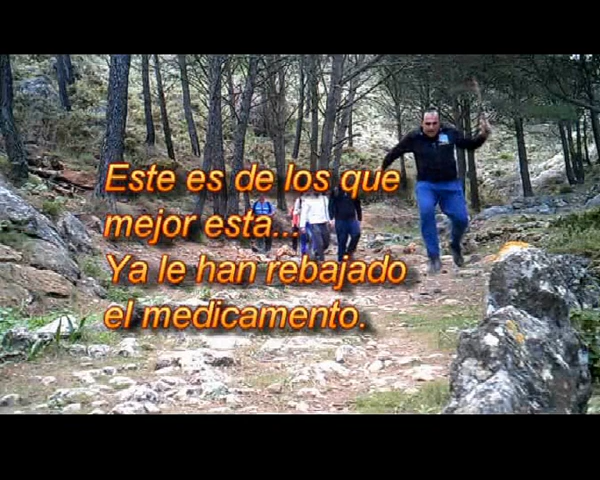 Este es de los que
mejor esta...
Ya le han rebajado
el medicamento.